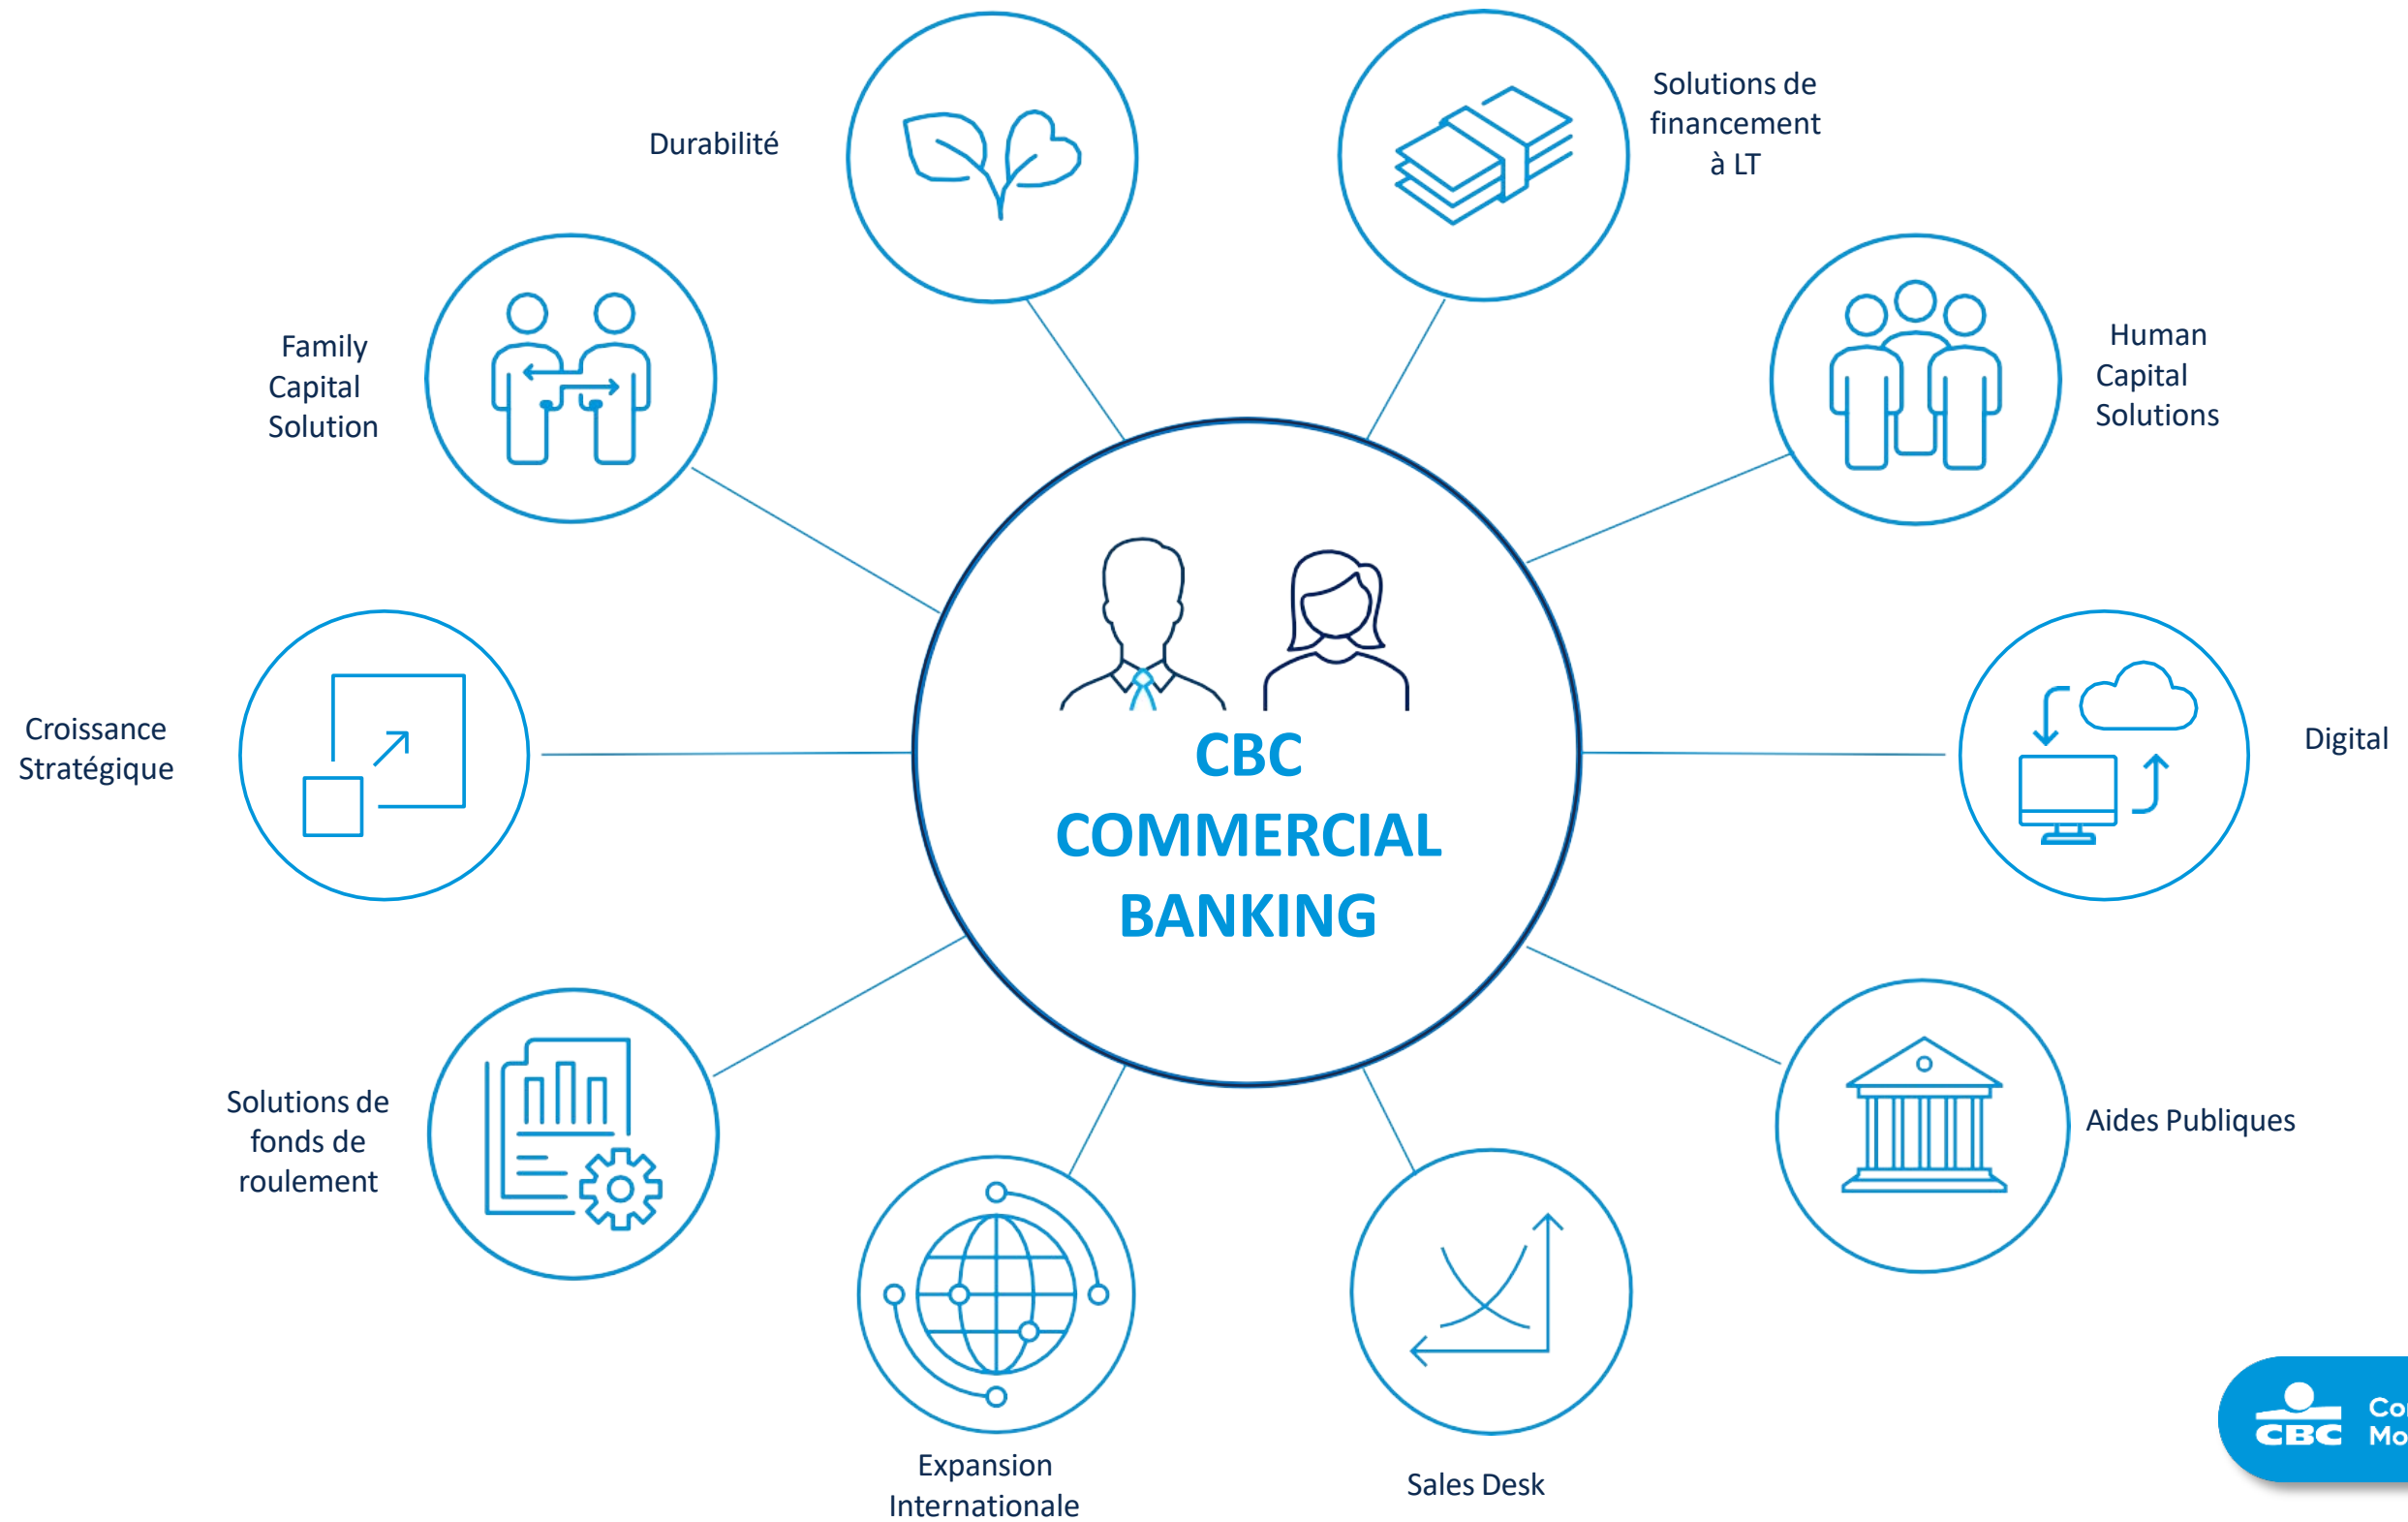 Durabilité
Solutions de
financement
à LT
Family
Capital
Solution
Human
Capital
Solutions
Croissance
Stratégique
CBC
COMMERCIAL
BANKING
Digital
Solutions de
fonds de
roulement
Aides Publiques
Expansion
Internationale
Sales Desk
CBC